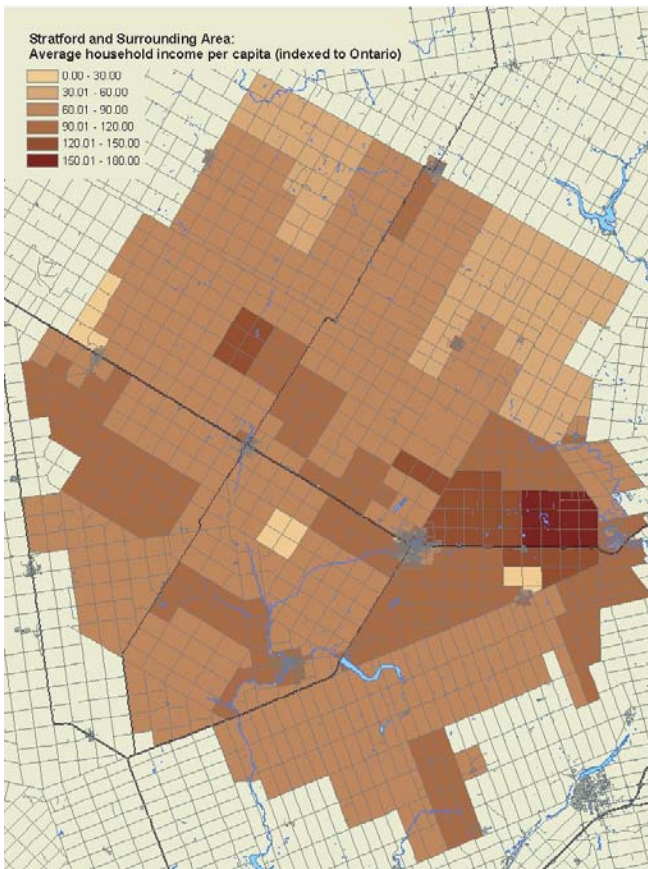 Stratford and Surrounding Area:
Average household income per capita (indexed to Ontario)
0.00 - 30.00
30.01 - 60.00
60.01 - 90.00
90.01 - 120.00
120.01 - 150.00
150.01 - 180.00